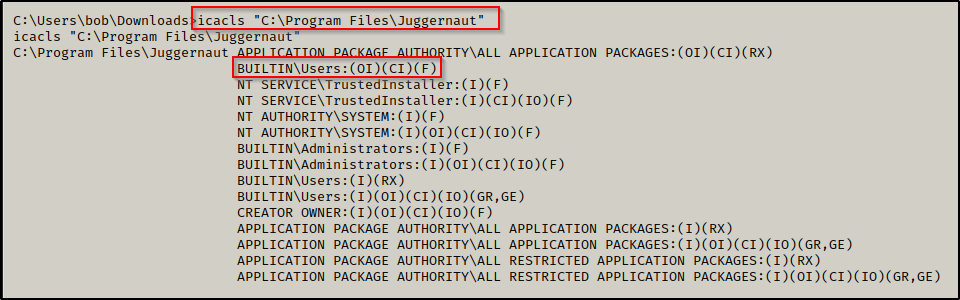 C:\Users\bob\Downloads>icacls "C:\Program Files\Juggernaut"
icacls "C:\Program Files\Juggernaut"
C:\Program Files\Juggernaut APPLICATION PACKAGE AUTHORITY\ALL APPLICATION PACKAGES:(OI)(CI)(RX)
BUILTIN\Users:(OI)(CI)(F)
NT SERVICE\TrustedInstaller:(I)(F)
NT SERVICE\TrustedInstaller:(I)(CI)(IO)(F)
NT AUTHORITY\SYSTEM:(I)(F)
NT AUTHORITY\SYSTEM:(I)(OI)(CI)(IO)(F)
BUILTIN\Administrators:(I)(F)
BUILTIN\Administrators:(I)(OI)(CI)(IO)(F)
BUILTIN\Users:(I)(RX)
BUILTIN\Users:(I)(OI)(CI)(IO)(GR,GE)
CREATOR OWNER:(I)(OI)(CI)(IO)(F)
APPLICATION PACKAGE AUTHORITY\ALL APPLICATION PACKAGES:(I)(RX)
APPLICATION PACKAGE AUTHORITY\ALL APPLICATION PACKAGES:(I)(OI)(CI)(IO)(GR,GE)
APPLICATION PACKAGE AUTHORITY\ALL RESTRICTED APPLICATION PACKAGES:(I)(RX)
APPLICATION PACKAGE AUTHORITY\ALL RESTRICTED APPLICATION PACKAGES:(I)(OI)(CI)(IO)(GR,GE)